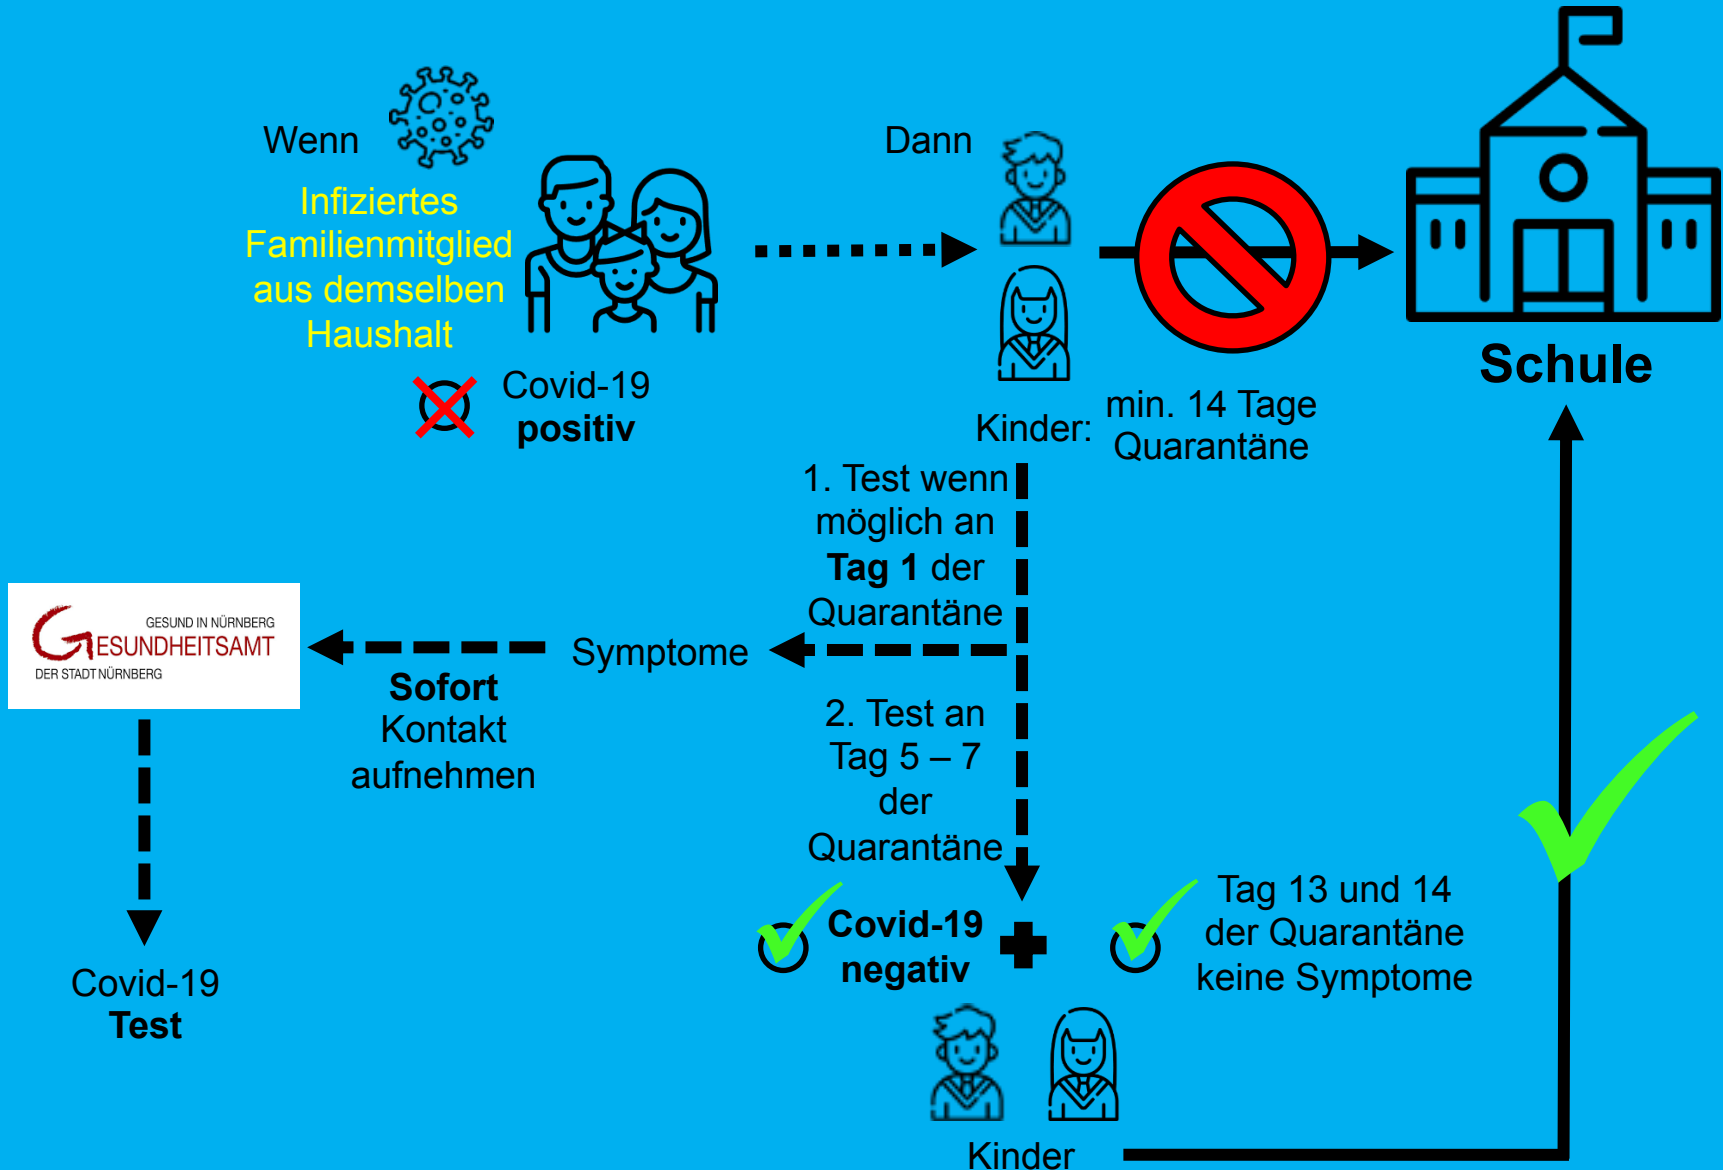 Wenn
Infiziertes
Familienmitglied
aus demselben
Haushalt
Covid-19
positiv
Dann
Kinder:
min. 14 Tage
Quarantäne
Schule
1. Test wenn
möglich an
Tag 1 der
Quarantäne
Symptome
Sofort
Kontakt
aufnehmen
GESUND IN NÜRNBERG
GESUNDHEITSAMT
DER STADT NÜRNBERG
Covid-19
Test
2. Test an
Tag 5 – 7
der
Quarantäne
Covid-19
negativ
Tag 13 und 14
der Quarantäne
keine Symptome
Kinder